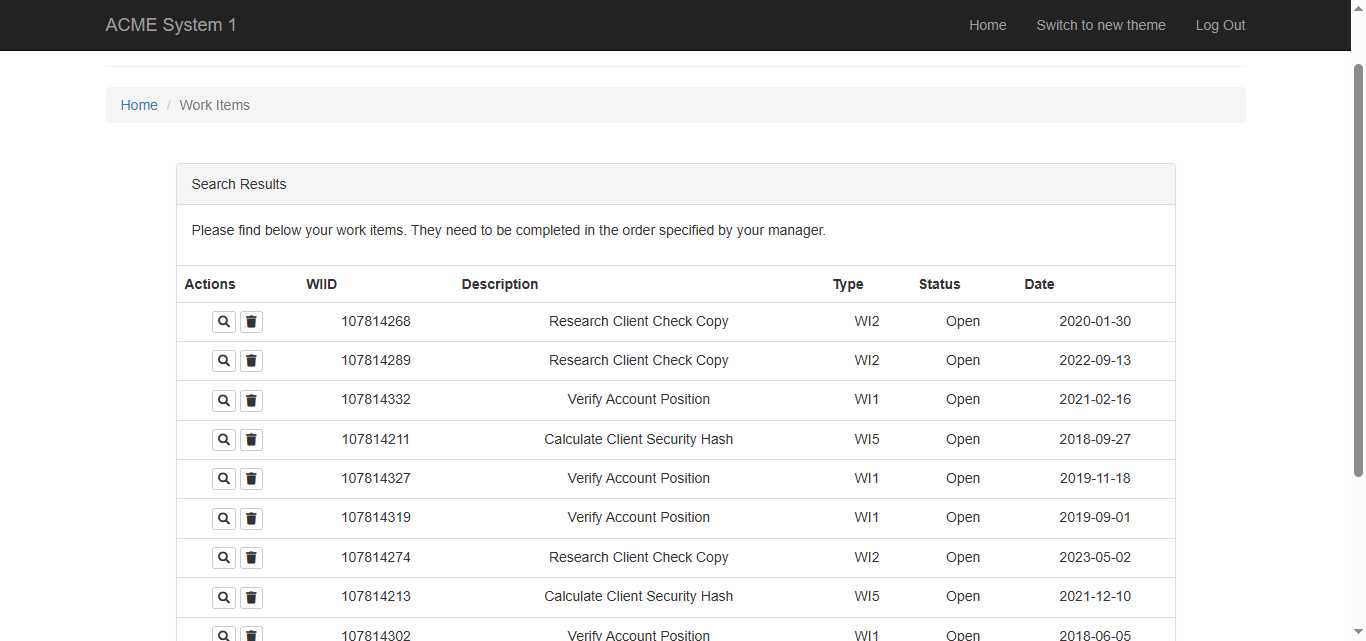 ACME System 1 Home Switch to new theme Log Out
Home / Work Items
Search Results
Please find below your work items. They need to be completed in the order specified by your manager.
Actions WIID Description Type Status Date
107814268 Research Client Check Copy WI2 Open 2020-01-30
107814289 Research Client Check Copy WI2 Open 2022-09-13
107814332 Verify Account Position WI1 Open 2021-02-16
107814211 Calculate Client Security Hash WI5 Open 2018-09-27
107814327 Verify Account Position WI1 Open 2019-11-18
107814319 Verify Account Position WI1 Open 2019-09-01
107814274 Research Client Check Copy WI2 Open 2023-05-02
107814213 Calculate Client Security Hash WI5 Open 2021-12-10
107814302 Verify Account Position WI1 Open 2018-06-05